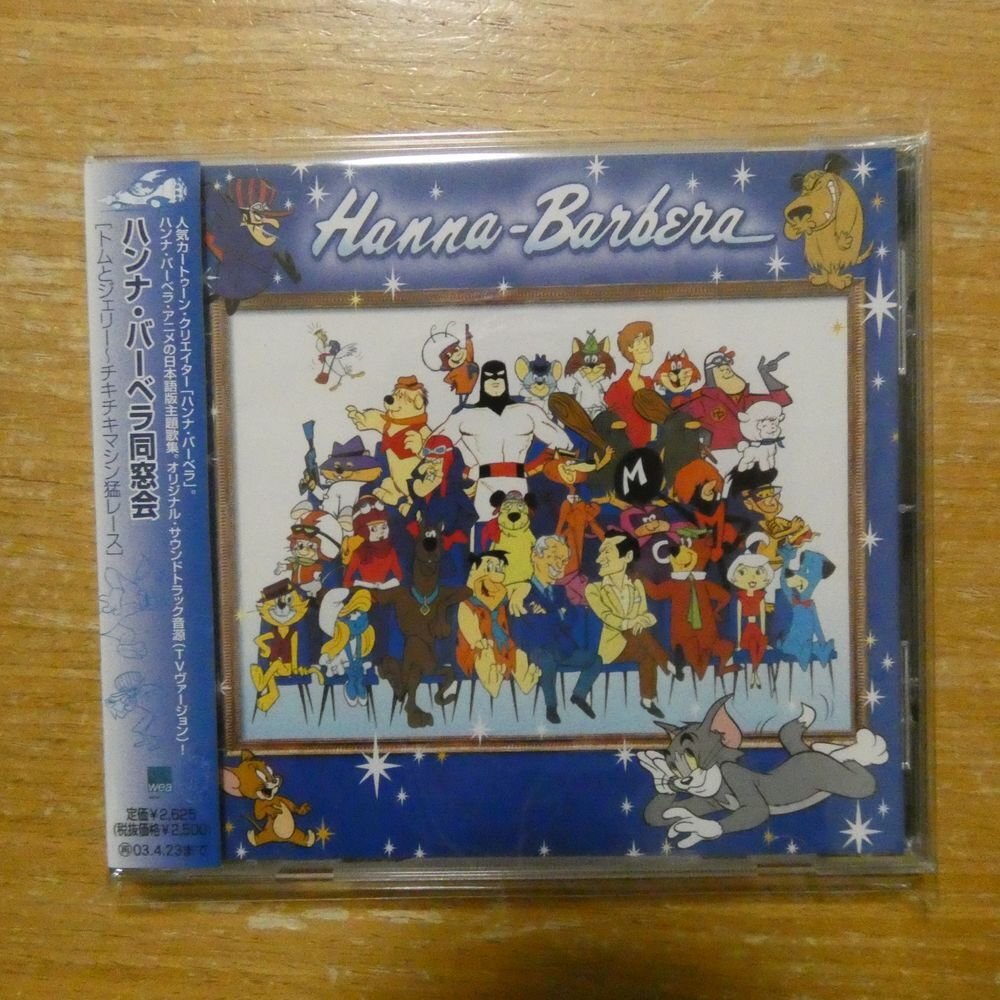 Hanna-Barbera
人気カートゥーン・クリエイター「ハンナ・バーベラ」。
ハンナ・バーベラ・アニメの日本語版主題歌集。オリジナル・サウンドトラック音源(TVヴァージョン)!
ハンナ・バーベラ同窓会
[トムとジェリー～チキチキマシン猛レース]
wea
定価¥2,625
(税抜価格¥2,500)
再03.4.23まで
M
C